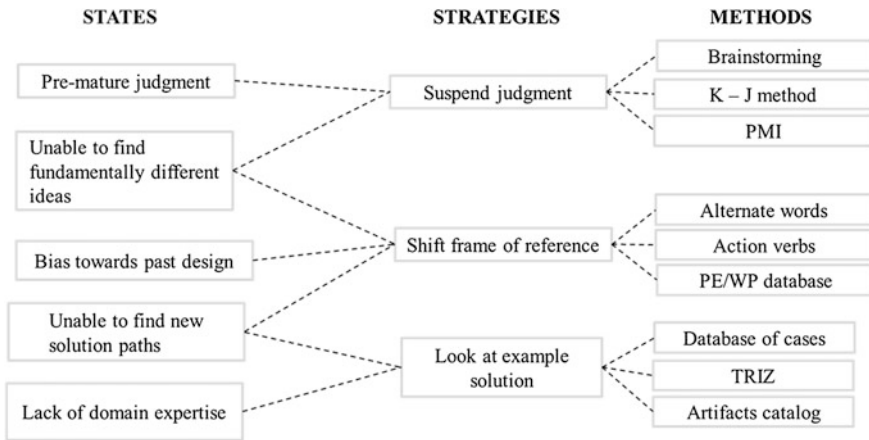 STATES
STRATEGIES
METHODS
Pre-mature judgment
Unable to find
fundamentally different
ideas
Bias towards past design
Unable to find new
solution paths
Lack of domain expertise
Suspend judgment
Shift frame of reference
Look at example
solution
Brainstorming
K – J method
PMI
Alternate words
Action verbs
PE/WP database
Database of cases
TRIZ
Artifacts catalog